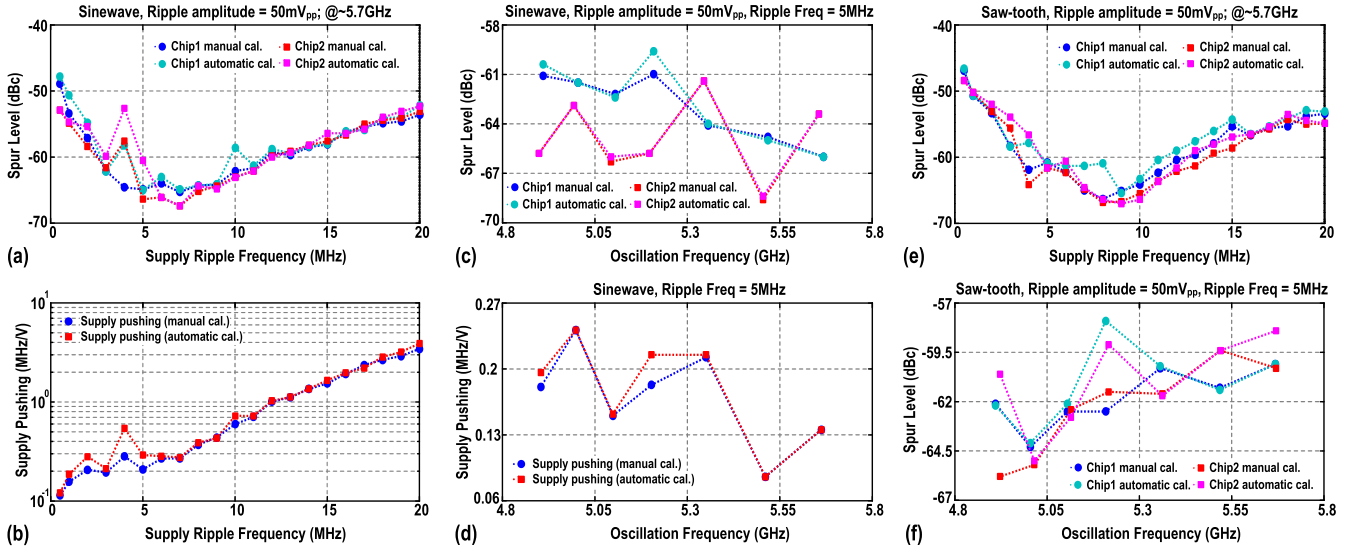 Sinewave, Ripple amplitude = 50mVpp; @~5.7GHz
-40
-50
-60
-70
Spur Level (dBc)
Chip1 manual cal.
Chip2 manual cal.
Chip1 automatic cal.
Chip2 automatic cal.
0
5
10
15
20
Supply Ripple Frequency (MHz)
(a)
Sinewave, Ripple amplitude = 50mVpp, Ripple Freq = 5MHz
-58
-61
-64
-67
-70
Spur Level (dBc)
Chip1 manual cal.
Chip2 manual cal.
Chip1 automatic cal.
Chip2 automatic cal.
4.8
5.05
5.3
5.55
5.8
Oscillation Frequency (GHz)
(c)
Saw-tooth, Ripple amplitude = 50mVpp; @~5.7GHz
-40
-50
-60
-70
Spur Level (dBc)
Chip1 manual cal.
Chip2 manual cal.
Chip1 automatic cal.
Chip2 automatic cal.
0
5
10
15
20
Supply Ripple Frequency (MHz)
(e)
10^1
10^0
10^-1
Supply Pushing (MHz/V)
Supply pushing (manual cal.)
Supply pushing (automatic cal.)
0
5
10
15
20
Supply Ripple Frequency (MHz)
(b)
Sinewave, Ripple Freq = 5MHz
0.27
0.2
0.13
0.06
Supply Pushing (MHz/V)
Supply pushing (manual cal.)
Supply pushing (automatic cal.)
4.8
5.05
5.3
5.55
5.8
Oscillation Frequency (GHz)
(d)
Saw-tooth, Ripple amplitude = 50mVpp, Ripple Freq = 5MHz
-57
-59.5
-62
-64.5
-67
Spur Level (dBc)
Chip1 manual cal.
Chip2 manual cal.
Chip1 automatic cal.
Chip2 automatic cal.
4.8
5.05
5.3
5.55
5.8
Oscillation Frequency (GHz)
(f)